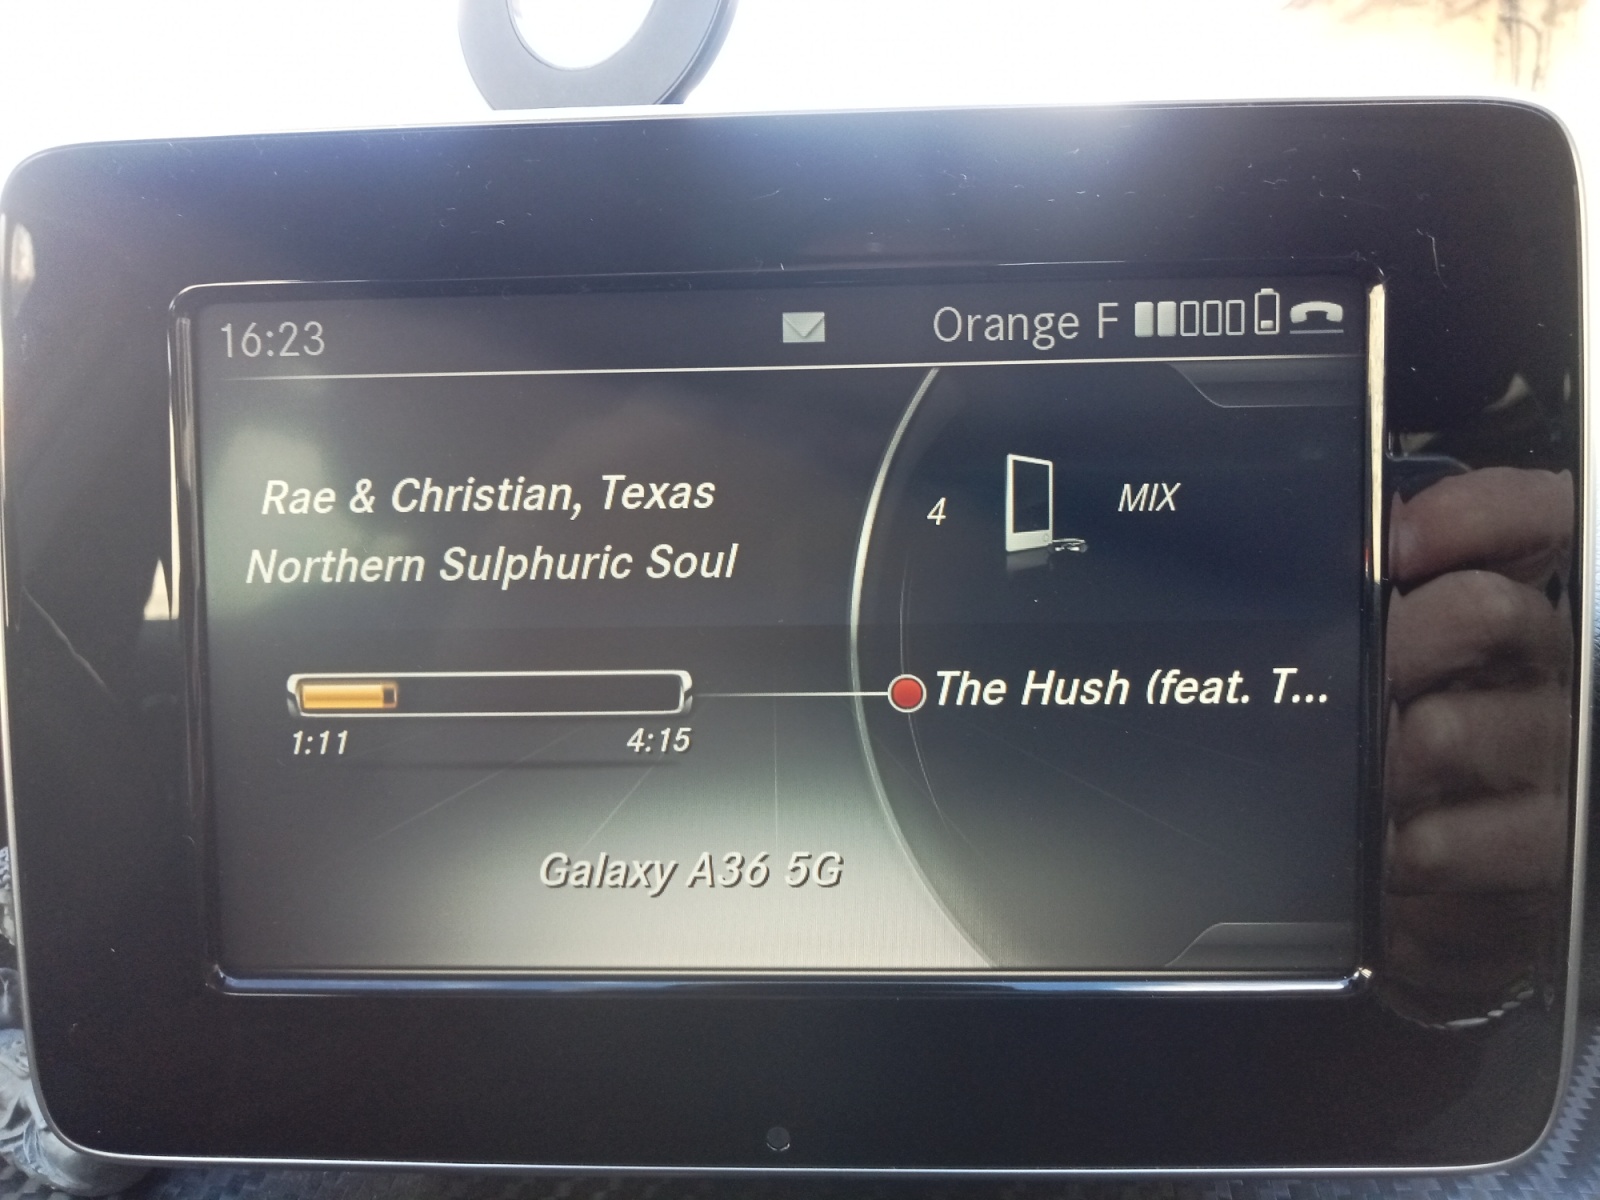 16:23 Orange F
Rae & Christian, Texas
Northern Sulphuric Soul
4 MIX
The Hush (feat. T...
1:11 4:15
Galaxy A36 5G